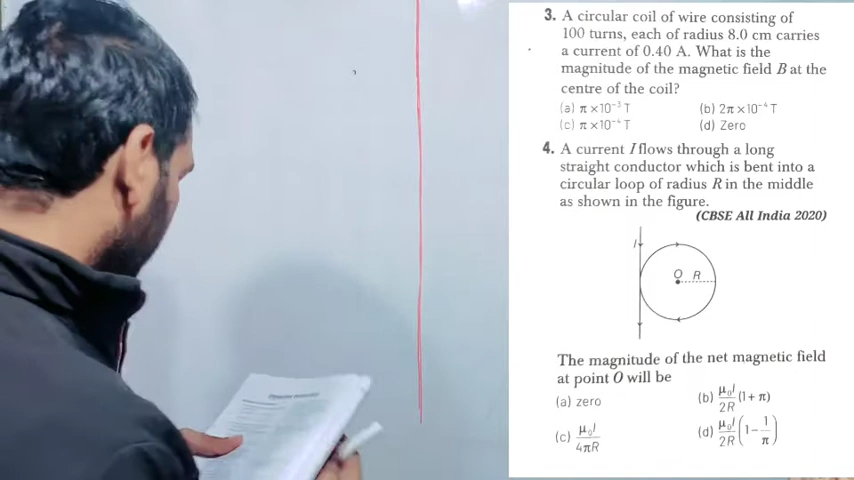 3. A circular coil of wire consisting of
100 turns, each of radius 8.0 cm carries
a current of 0.40 A. What is the
magnitude of the magnetic field B at the
centre of the coil?
(a) π×10⁻³ T (b) 2π×10⁻⁴ T
(c) π×10⁻⁴ T (d) Zero
4. A current I flows through a long
straight conductor which is bent into a
circular loop of radius R in the middle
as shown in the figure.
(CBSE All India 2020)
I
O R
The magnitude of the net magnetic field
at point O will be
(a) zero (b) μ₀I/2R (1 + π)
(c) μ₀I/4πR (d) μ₀I/2R (1 − 1/π)